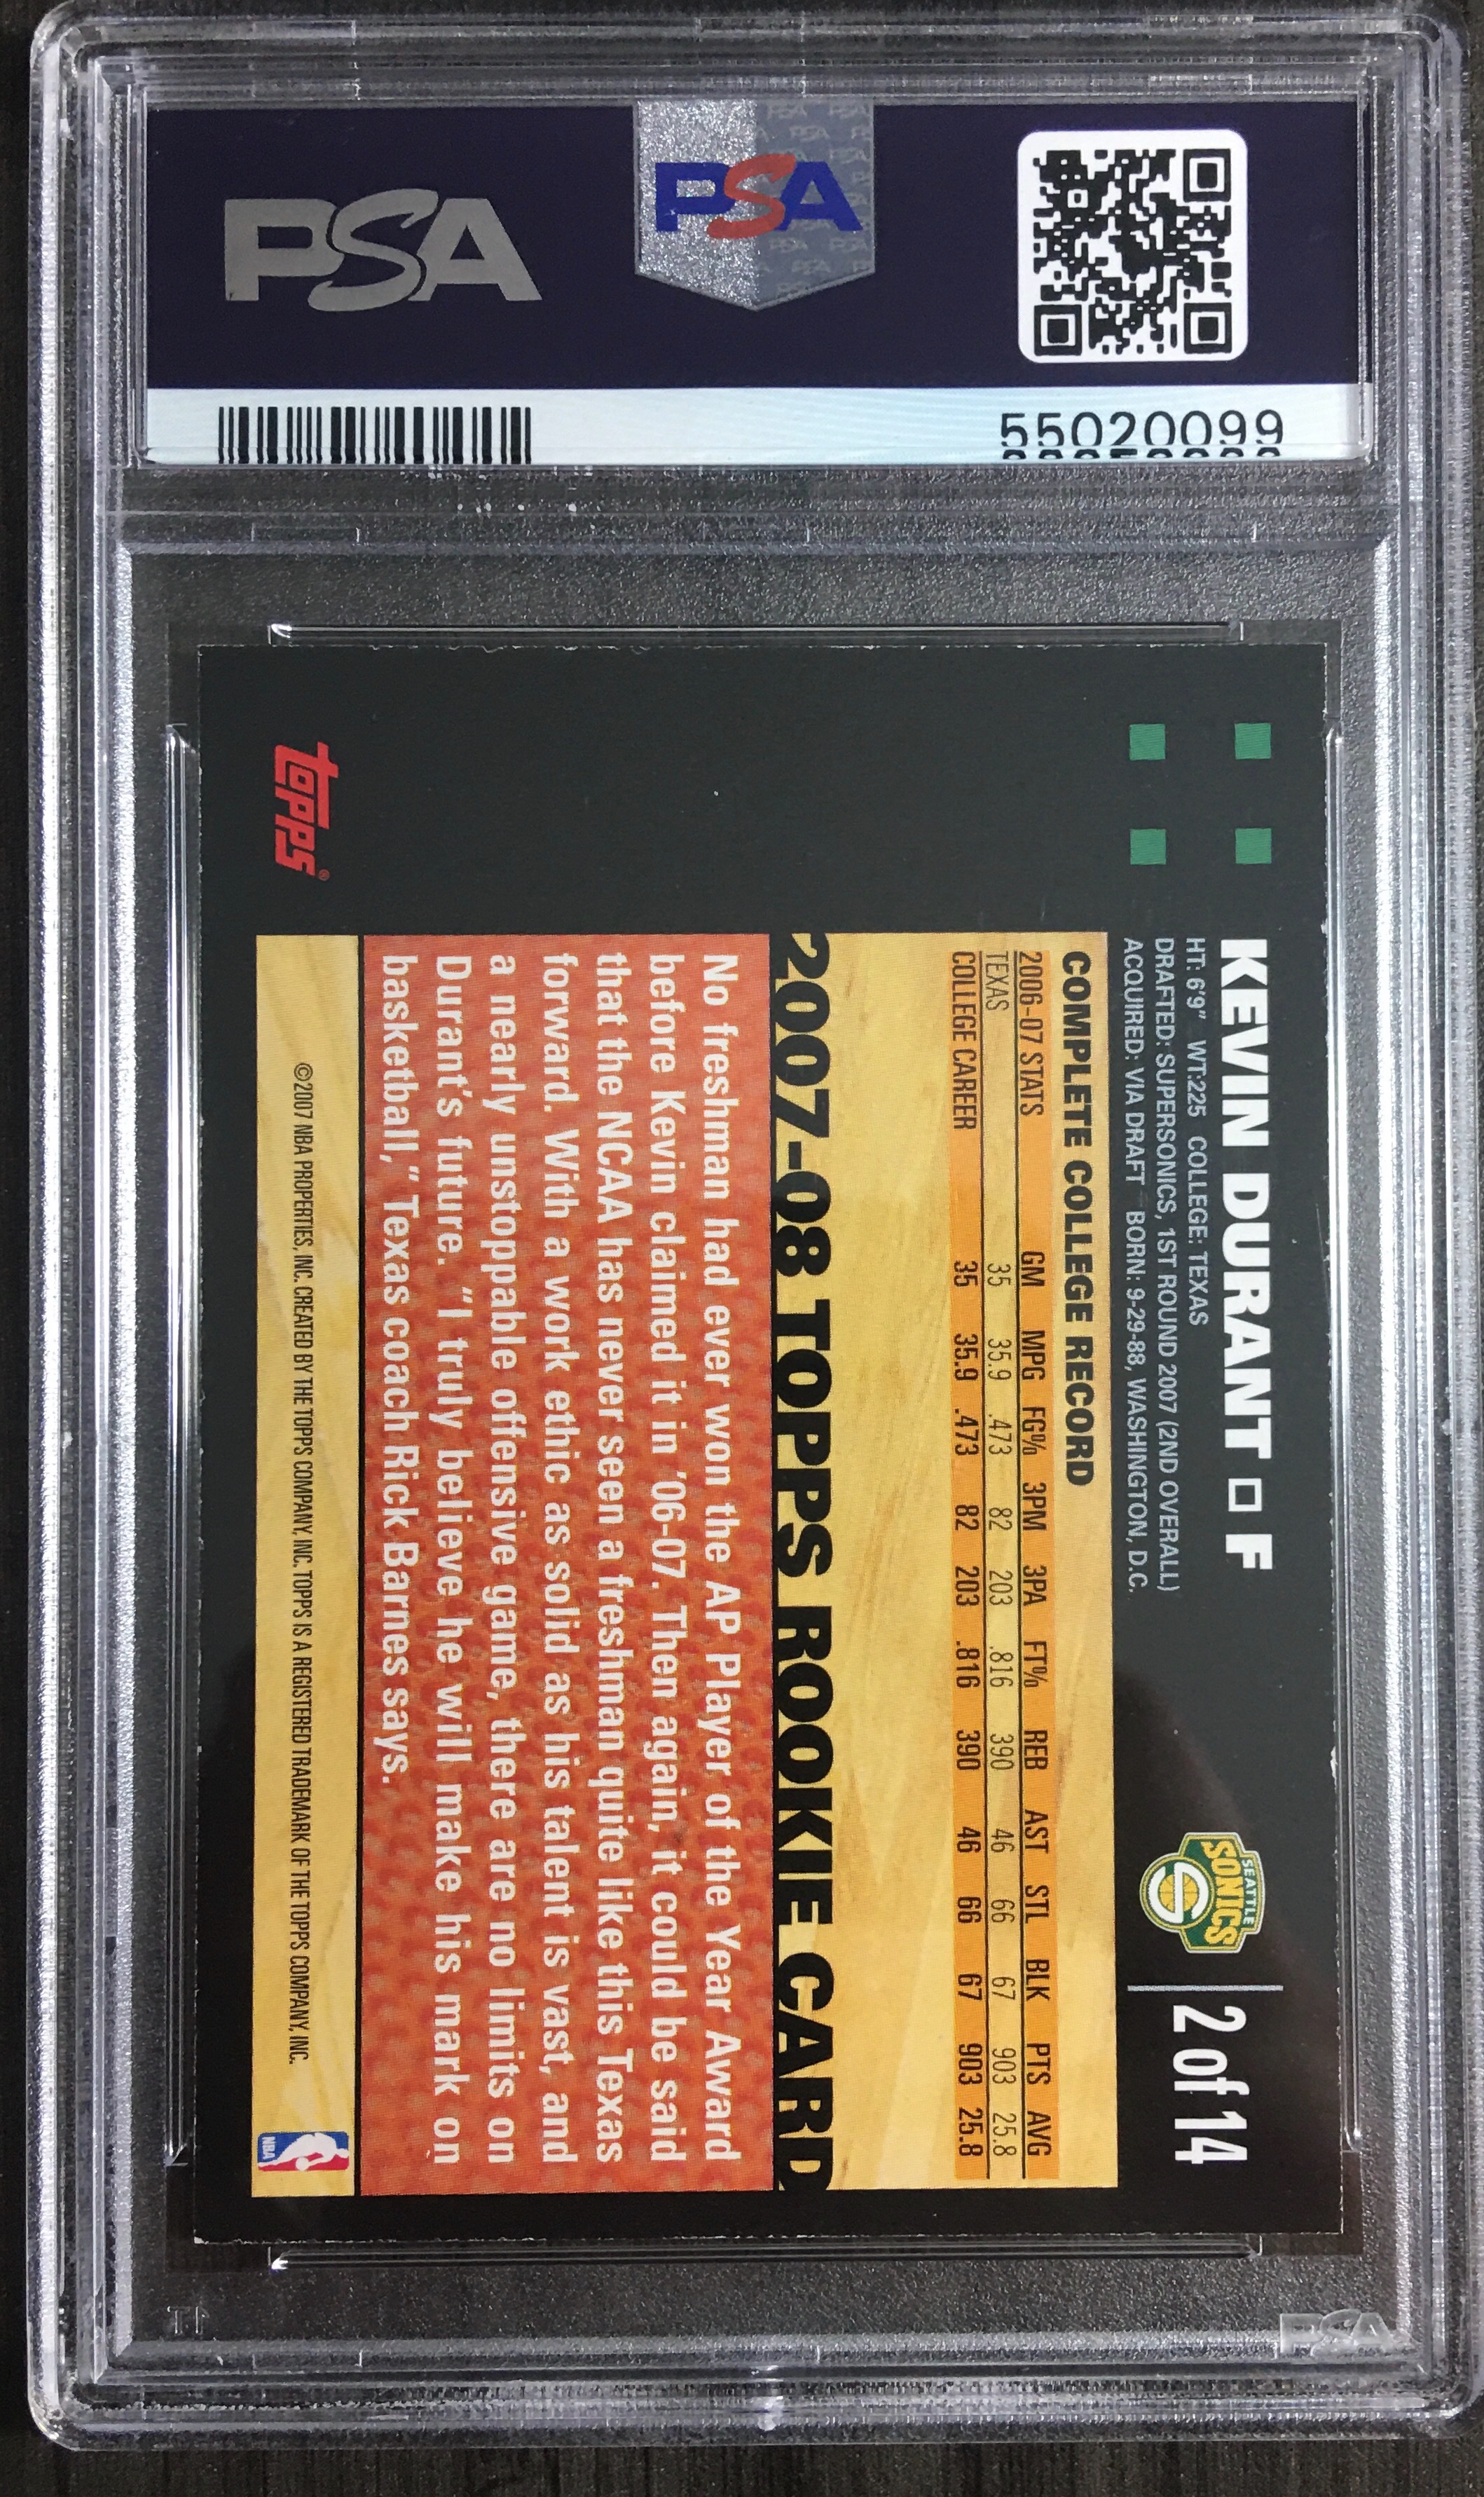 PSA
PSA
55020099
KEVIN DURANT □ F
HT: 6'9" WT:225 COLLEGE: TEXAS
DRAFTED: SUPERSONICS, 1ST ROUND 2007 (2ND OVERALL)
ACQUIRED: VIA DRAFT BORN: 9-29-88, WASHINGTON, D.C.
SEATTLE
SONICS
2 of 14
COMPLETE COLLEGE RECORD
2006-07 STATS GM MPG FG% 3PM 3PA FT% REB AST STL BLK PTS AVG
TEXAS 35 35.9 .473 82 203 .816 390 46 66 67 903 25.8
COLLEGE CAREER 35 35.9 .473 82 203 .816 390 46 66 67 903 25.8
2007-08 TOPPS ROOKIE CARD
No freshman had ever won the AP Player of the Year Award
before Kevin claimed it in '06-07. Then again, it could be said
that the NCAA has never seen a freshman quite like this Texas
forward. With a work ethic as solid as his talent is vast, and
a nearly unstoppable offensive game, there are no limits on
Durant's future. "I truly believe he will make his mark on
basketball," Texas coach Rick Barnes says.
©2007 NBA PROPERTIES, INC. CREATED BY THE TOPPS COMPANY, INC. TOPPS IS A REGISTERED TRADEMARK OF THE TOPPS COMPANY, INC.
NBA
topps®
PSA